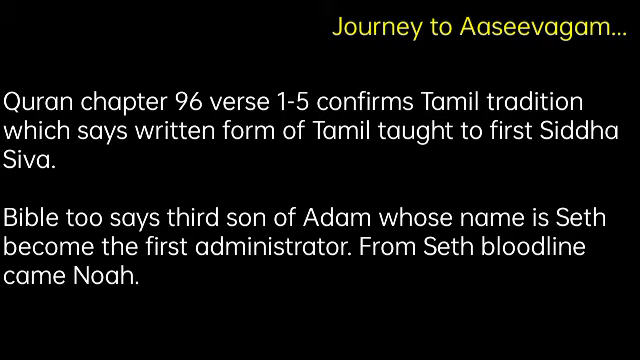 Journey to Aaseevagam...
Quran chapter 96 verse 1-5 confirms Tamil tradition
which says written form of Tamil taught to first Siddha
Siva.
Bible too says third son of Adam whose name is Seth
become the first administrator. From Seth bloodline
came Noah.